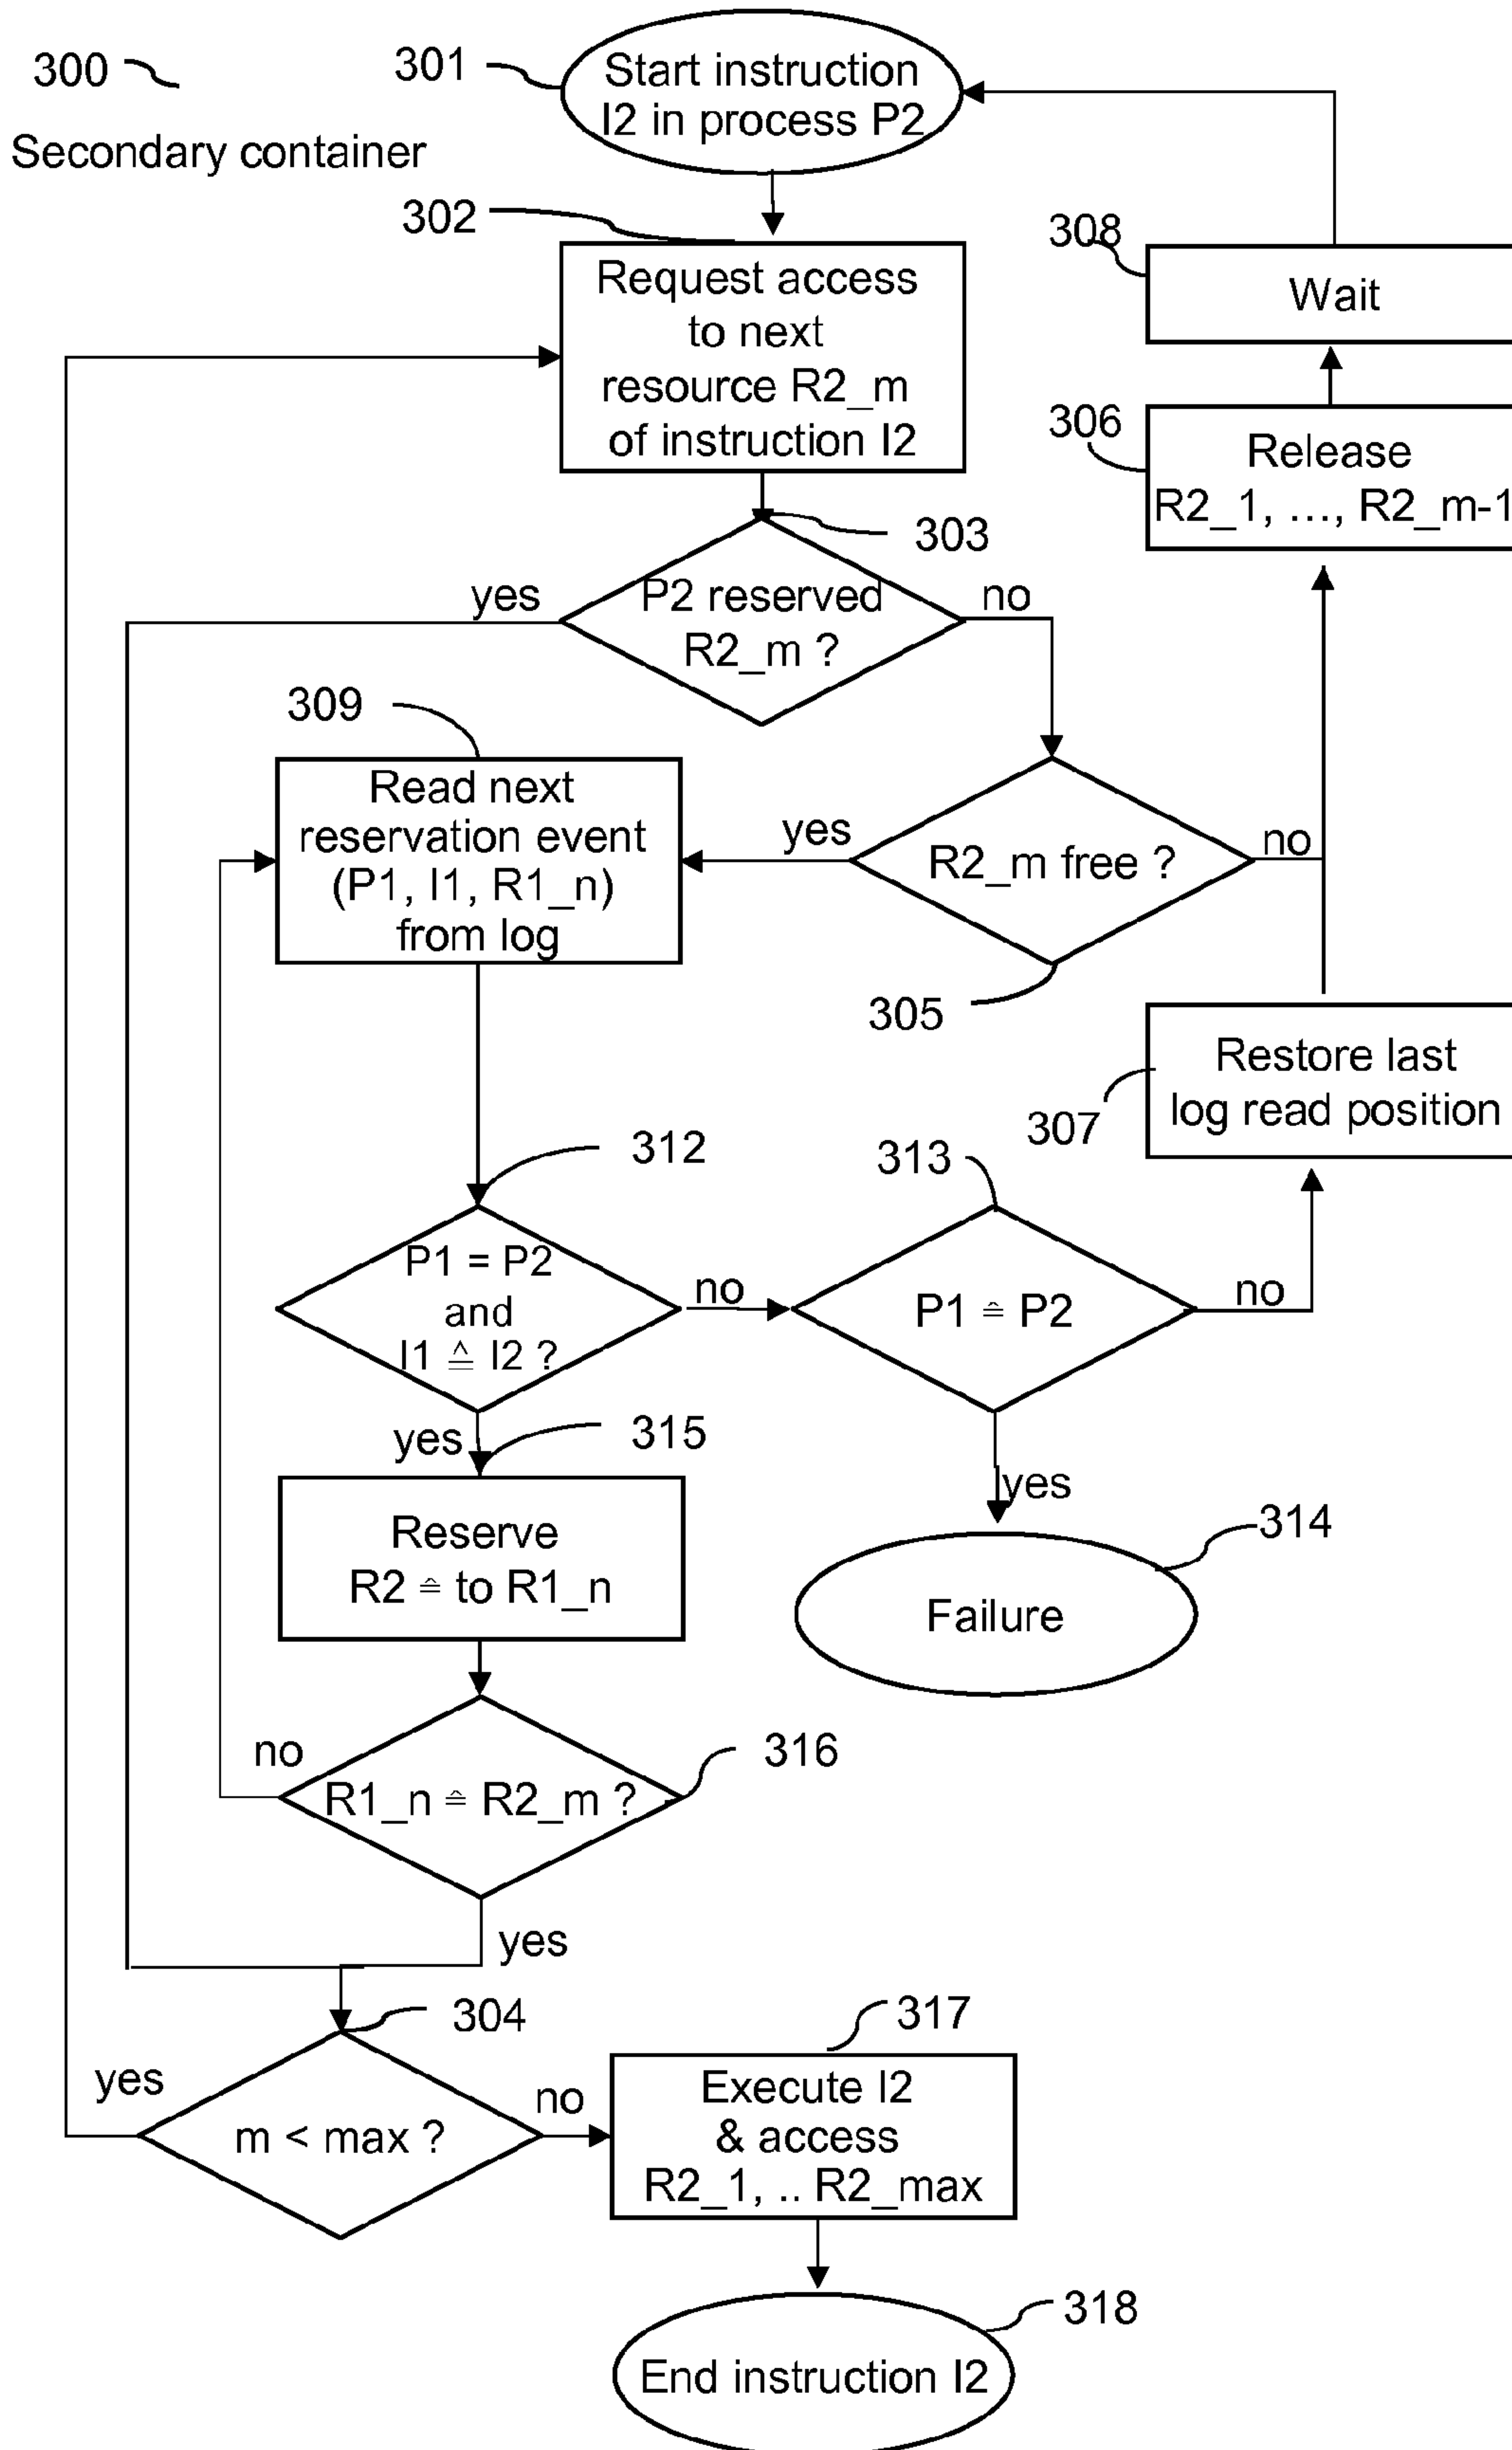 300
301
Start instruction
I2 in process P2
Secondary container
302
308
Request access
to next
resource R2_m
of instruction I2
Wait
306
Release
R2_1, ..., R2_m-1
303
yes
P2 reserved
R2_m ?
no
309
Read next
reservation event
(P1, I1, R1_n)
from log
yes
R2_m free ?
no
305
Restore last
log read position
307
312
313
P1 = P2
and
I1 ≙ I2 ?
no
P1 ≙ P2
no
yes
315
yes
314
Reserve
R2 ≙ to R1_n
Failure
no
316
R1_n ≙ R2_m ?
yes
304
317
yes
m < max ?
no
Execute I2
& access
R2_1, .. R2_max
318
End instruction I2